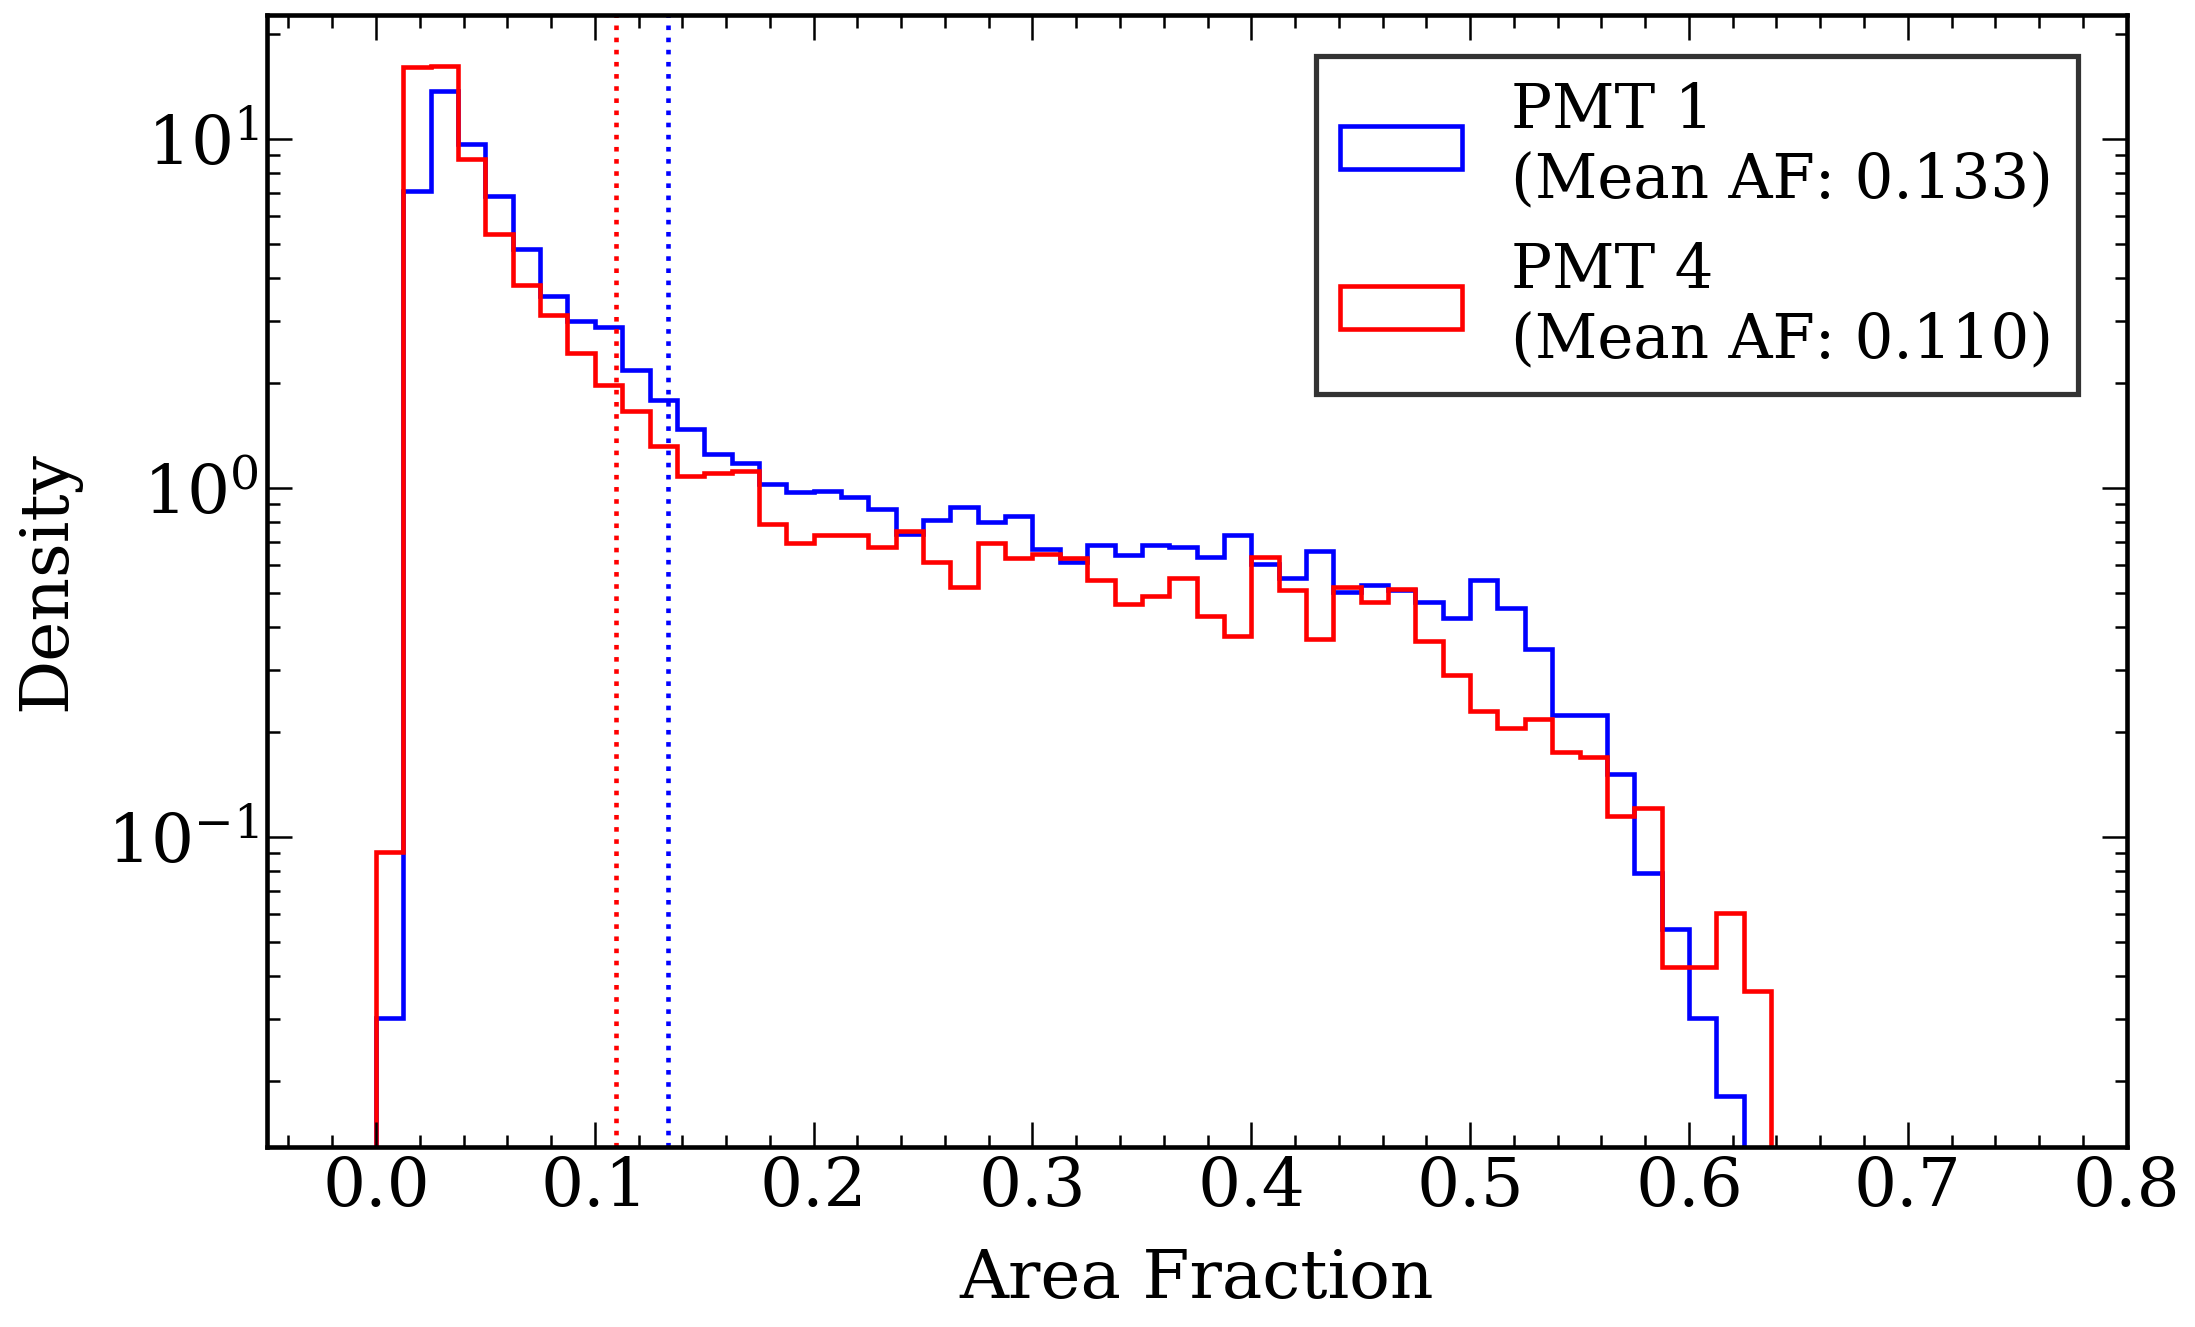 PMT 1
(Mean AF: 0.133)
PMT 4
(Mean AF: 0.110)
10¹
10⁰
10⁻¹
Density
0.0 0.1 0.2 0.3 0.4 0.5 0.6 0.7 0.8
Area Fraction